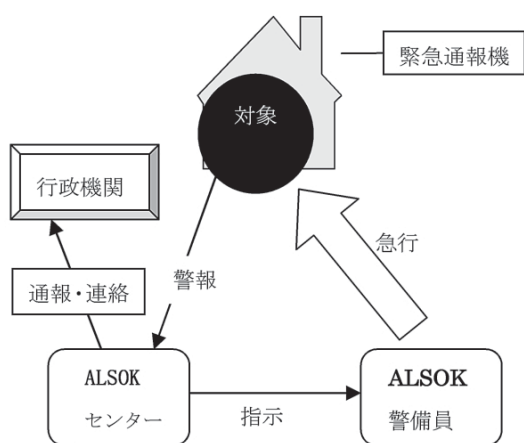 緊急通報機
対象
行政機関
急行
警報
通報・連絡
ALSOK
センター
指示
ALSOK
警備員